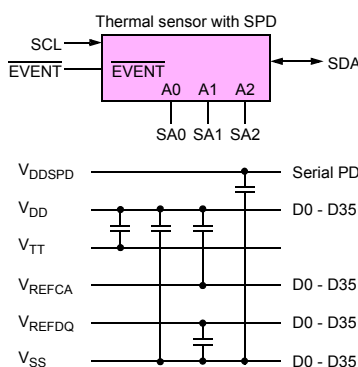 Thermal sensor with SPD
SCL
EVENT
EVENT
SDA
A0 A1 A2
SA0 SA1 SA2
VDDSPD Serial PD
VDD D0 - D35
VTT
VREFCA D0 - D35
VREFDQ D0 - D35
VSS D0 - D35